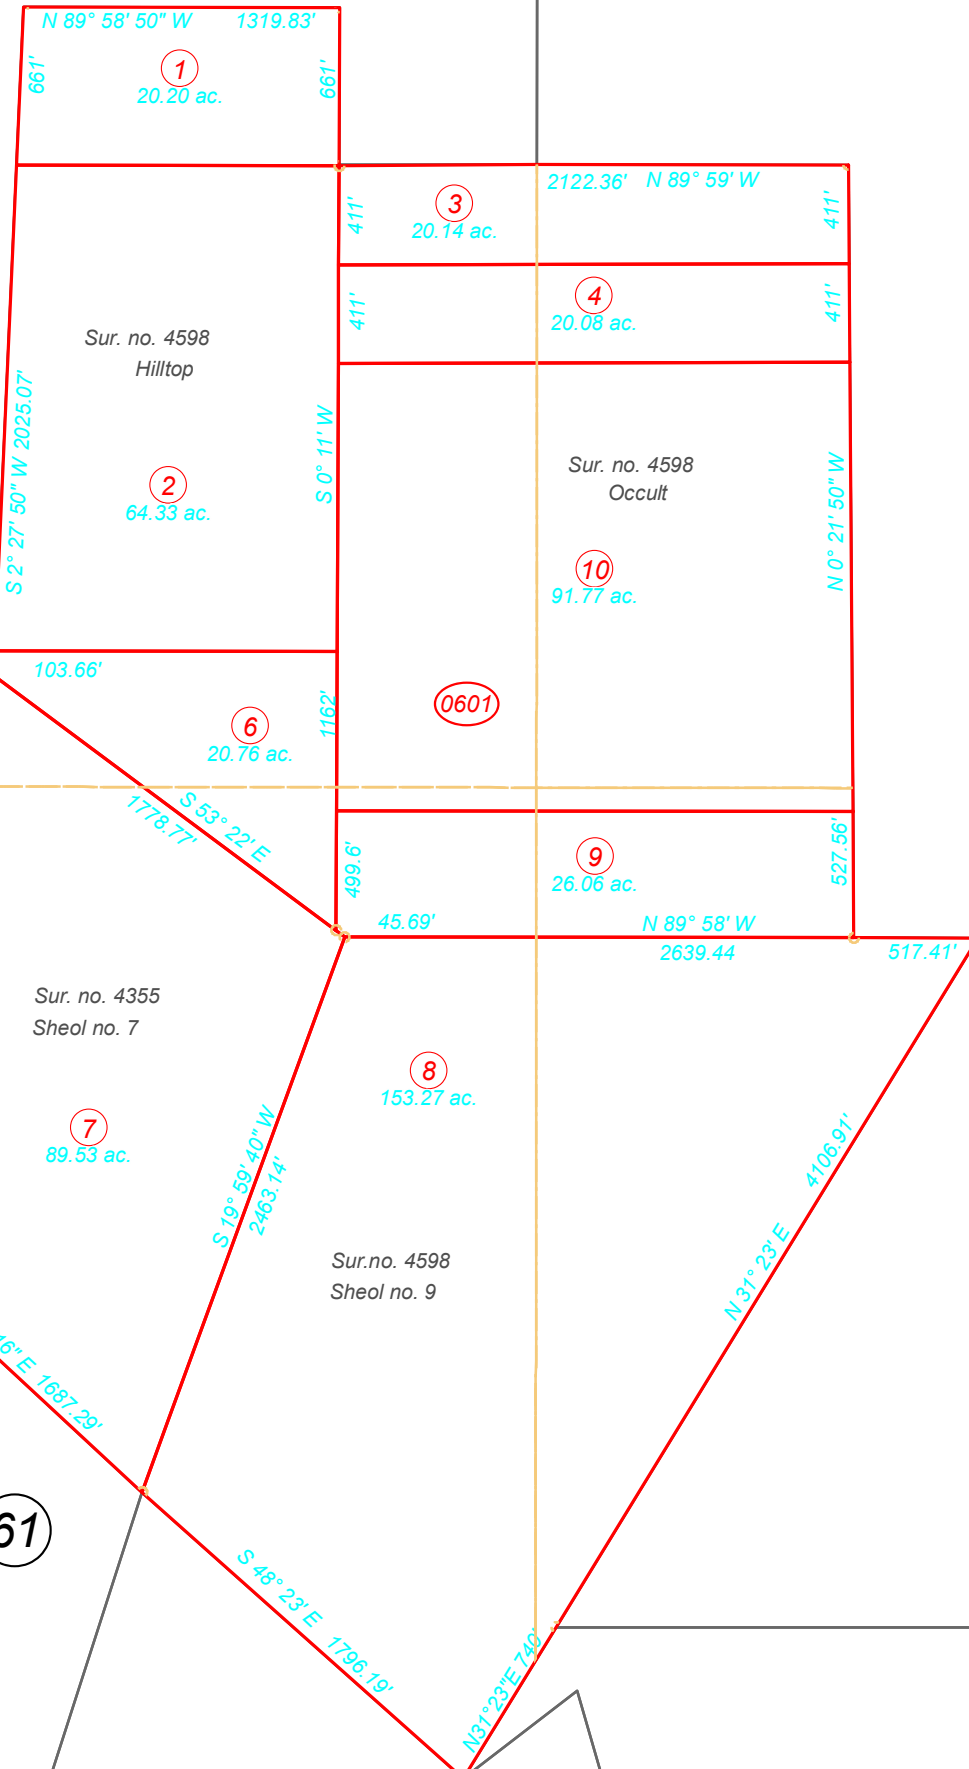 N 89° 58' 50" W 1319.83'
661'
1
661'
20.20 ac.
2122.36' N 89° 59' W
411'
3
411'
20.14 ac.
411'
4
411'
20.08 ac.
Sur. no. 4598
Hilltop
S 2° 27' 50" W 2025.07'
S 0° 11' W
Sur. no. 4598
Occult
N 0° 21' 50" W
2
64.33 ac.
10
91.77 ac.
103.66'
0601
1162'
6
20.76 ac.
S 53° 22' E
1778.77'
499.6'
9
527.56'
26.06 ac.
45.69'
N 89° 58' W
2639.44
517.41'
Sur. no. 4355
Sheol no. 7
8
153.27 ac.
7
89.53 ac.
S 19° 59' 40" W
2463.14'
4106.91'
N 31° 23' E
Sur.no. 4598
Sheol no. 9
E 1687.29'
61
S 48° 23' E 1796.19'
N31°23"E 740'